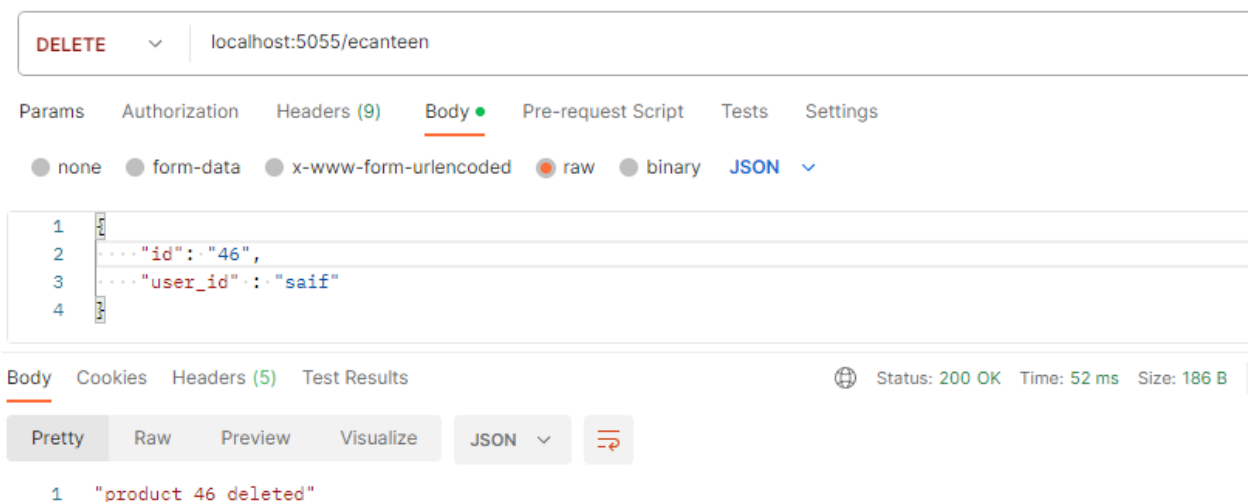 DELETE localhost:5055/ecanteen
Params Authorization Headers (9) Body Pre-request Script Tests Settings
none form-data x-www-form-urlencoded raw binary JSON
1 {
2 "id": "46",
3 "user_id" : "saif"
4 }
Body Cookies Headers (5) Test Results Status: 200 OK Time: 52 ms Size: 186 B
Pretty Raw Preview Visualize JSON
1 "product 46 deleted"